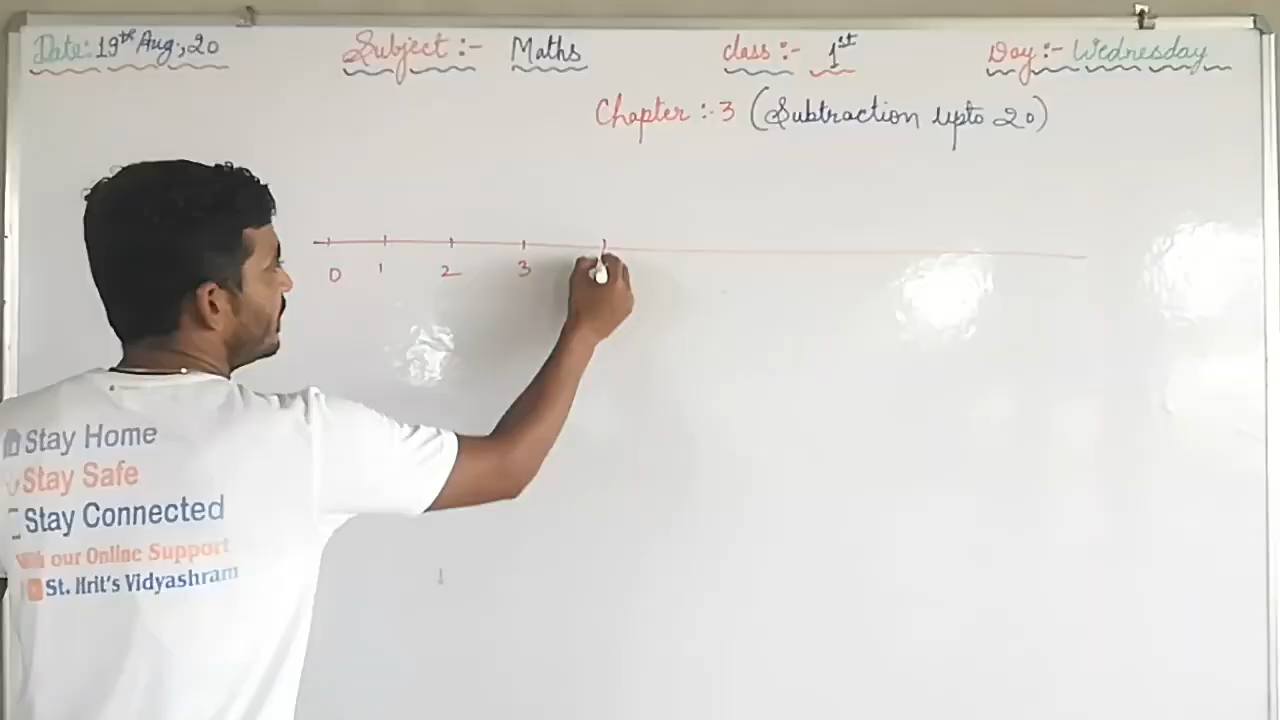 Date: 19th Aug, 20 Subject :- Maths class :- 1st Day :- Wednesday
Chapter :- 3 (Subtraction upto 20)
0 1 2 3
Stay Home
Stay Safe
Stay Connected
With our Online Support
St. Hrit's Vidyashram